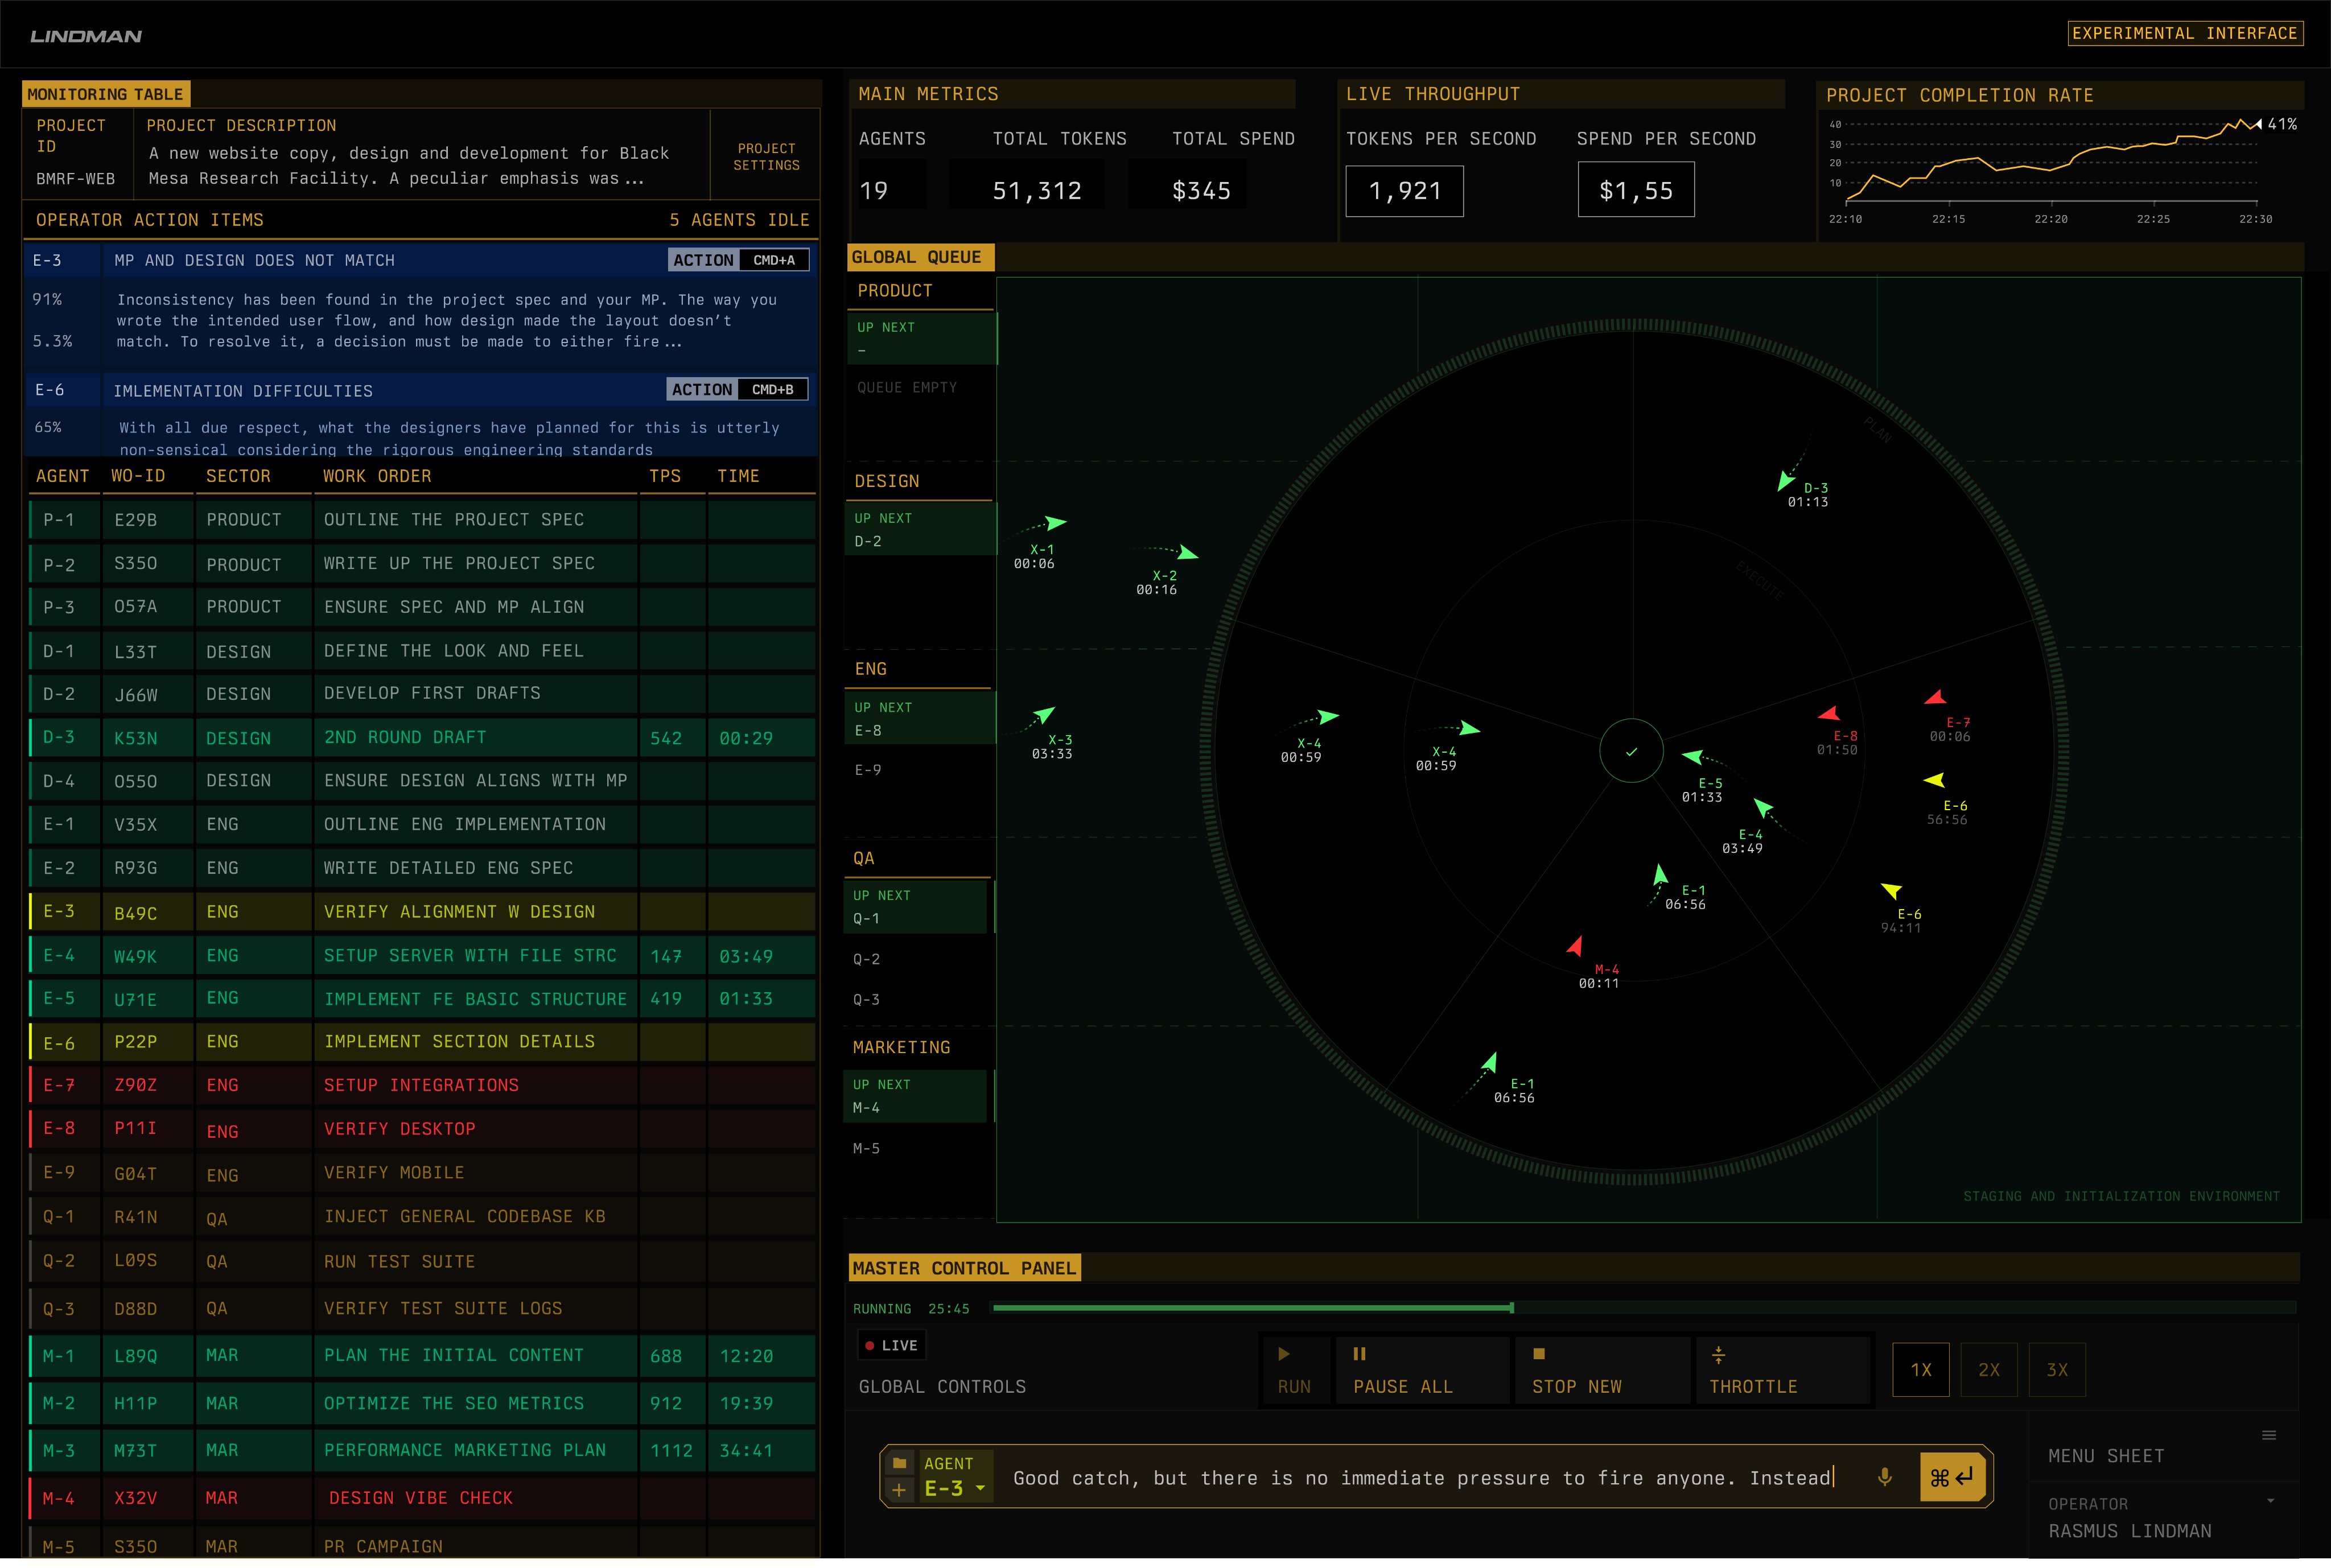 LINDMAN
EXPERIMENTAL INTERFACE
MONITORING TABLE
PROJECT ID
BMRF-WEB
PROJECT DESCRIPTION
A new website copy, design and development for Black
Mesa Research Facility. A peculiar emphasis was...
PROJECT
SETTINGS
OPERATOR ACTION ITEMS 5 AGENTS IDLE
E-3 MP AND DESIGN DOES NOT MATCH ACTION CMD+A
91%
5.3%
Inconsistency has been found in the project spec and your MP. The way you
wrote the intended user flow, and how design made the layout doesn’t
match. To resolve it, a decision must be made to either fire...
E-6 IMLEMENTATION DIFFICULTIES ACTION CMD+B
65%
With all due respect, what the designers have planned for this is utterly
non-sensical considering the rigorous engineering standards
AGENT WO-ID SECTOR WORK ORDER TPS TIME
P-1 E29B PRODUCT OUTLINE THE PROJECT SPEC
P-2 S35O PRODUCT WRITE UP THE PROJECT SPEC
P-3 O57A PRODUCT ENSURE SPEC AND MP ALIGN
D-1 L33T DESIGN DEFINE THE LOOK AND FEEL
D-2 J66W DESIGN DEVELOP FIRST DRAFTS
D-3 K53N DESIGN 2ND ROUND DRAFT 542 00:29
D-4 O55O DESIGN ENSURE DESIGN ALIGNS WITH MP
E-1 V35X ENG OUTLINE ENG IMPLEMENTATION
E-2 R93G ENG WRITE DETAILED ENG SPEC
E-3 B49C ENG VERIFY ALIGNMENT W DESIGN
E-4 W49K ENG SETUP SERVER WITH FILE STRC 147 03:49
E-5 U71E ENG IMPLEMENT FE BASIC STRUCTURE 419 01:33
E-6 P22P ENG IMPLEMENT SECTION DETAILS
E-7 Z90Z ENG SETUP INTEGRATIONS
E-8 P11I ENG VERIFY DESKTOP
E-9 G04T ENG VERIFY MOBILE
Q-1 R41N QA INJECT GENERAL CODEBASE KB
Q-2 L09S QA RUN TEST SUITE
Q-3 D88D QA VERIFY TEST SUITE LOGS
M-1 L89Q MAR PLAN THE INITIAL CONTENT 688 12:20
M-2 H11P MAR OPTIMIZE THE SEO METRICS 912 19:39
M-3 M73T MAR PERFORMANCE MARKETING PLAN 1112 34:41
M-4 X32V MAR DESIGN VIBE CHECK
M-5 S35O MAR PR CAMPAIGN
MAIN METRICS
AGENTS TOTAL TOKENS TOTAL SPEND
19 51,312 $345
LIVE THROUGHPUT
TOKENS PER SECOND SPEND PER SECOND
1,921 $1,55
PROJECT COMPLETION RATE
40
30
20
10
41%
22:10 22:15 22:20 22:25 22:30
GLOBAL QUEUE
PRODUCT
UP NEXT
–
QUEUE EMPTY
DESIGN
UP NEXT
D-2
ENG
UP NEXT
E-8
E-9
QA
UP NEXT
Q-1
Q-2
Q-3
MARKETING
UP NEXT
M-4
M-5
PLAN
EXECUTE
D-3
01:13
X-1
00:06
X-2
00:16
X-3
03:33
X-4
00:59
X-4
00:59
E-8
01:50
E-7
00:06
E-5
01:33
E-6
56:56
E-4
03:49
E-1
06:56
E-6
94:11
M-4
00:11
E-1
06:56
STAGING AND INITIALIZATION ENVIRONMENT
MASTER CONTROL PANEL
RUNNING 25:45
LIVE
GLOBAL CONTROLS
RUN
PAUSE ALL
STOP NEW
THROTTLE
1X 2X 3X
AGENT
E-3
Good catch, but there is no immediate pressure to fire anyone. Instead
⌘↵
MENU SHEET
OPERATOR
RASMUS LINDMAN